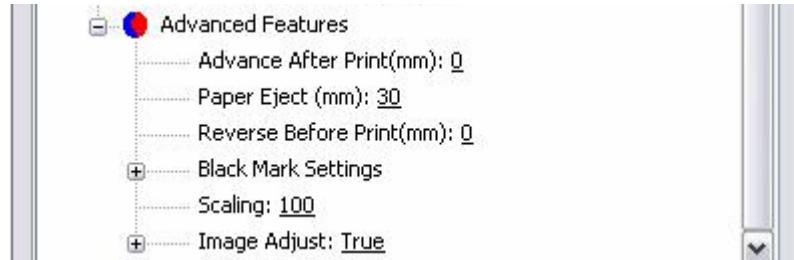 Advanced Features
Advance After Print(mm): 0
Paper Eject (mm): 30
Reverse Before Print(mm): 0
Black Mark Settings
Scaling: 100
Image Adjust: True